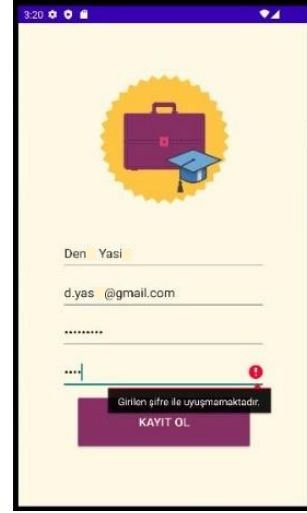 3:20
Den Yasi
d.yas @gmail.com
•••••••••
••••
Girilen şifre ile uyuşmamaktadır.
KAYIT OL